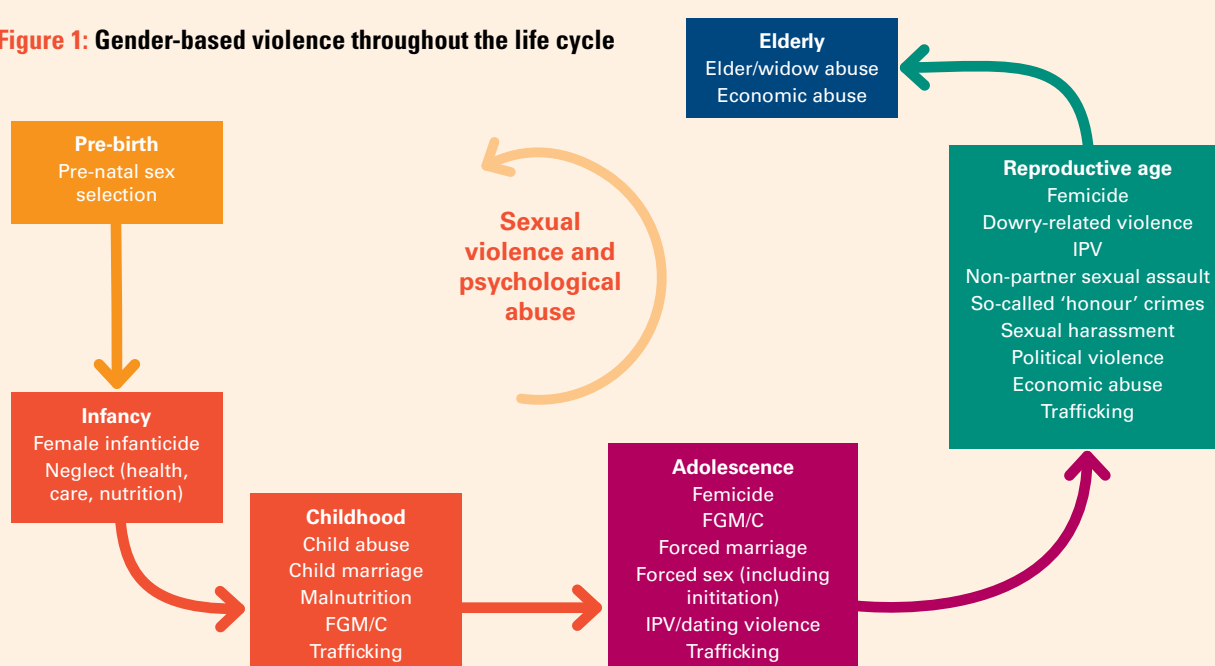 Figure 1: Gender-based violence throughout the life cycle
Pre-birth
Pre-natal sex
selection
Infancy
Female infanticide
Neglect (health,
care, nutrition)
Childhood
Child abuse
Child marriage
Malnutrition
FGM/C
Trafficking
Adolescence
Femicide
FGM/C
Forced marriage
Forced sex (including
inititation)
IPV/dating violence
Trafficking
Reproductive age
Femicide
Dowry-related violence
IPV
Non-partner sexual assault
So-called ‘honour’ crimes
Sexual harassment
Political violence
Economic abuse
Trafficking
Elderly
Elder/widow abuse
Economic abuse
Sexual
violence and
psychological
abuse